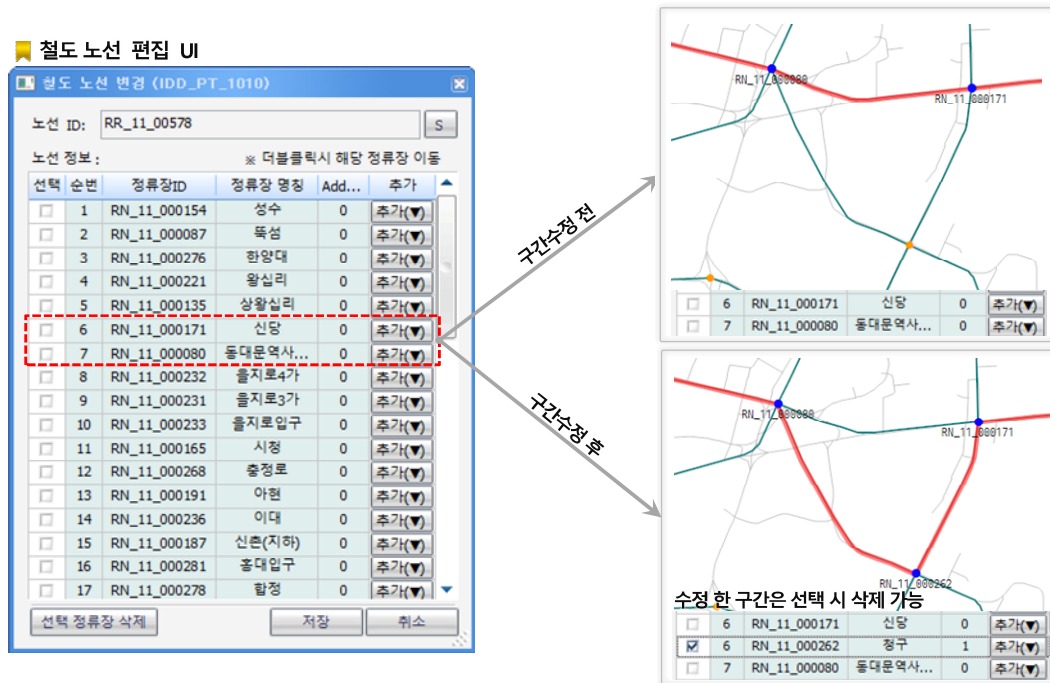 철도 노선 편집 UI
철도 노선 변경 (IDD_PT_1010)
노선 ID: RR_11_00578 S
노선 정보 : ※ 더블클릭시 해당 정류장 이동
선택 순번 정류장ID 정류장 명칭 Add... 추가
1 RN_11_000154 성수 0 추가(▼)
2 RN_11_000087 뚝섬 0 추가(▼)
3 RN_11_000276 한양대 0 추가(▼)
4 RN_11_000221 왕십리 0 추가(▼)
5 RN_11_000135 상왕십리 0 추가(▼)
6 RN_11_000171 신당 0 추가(▼)
7 RN_11_000080 동대문역사... 0 추가(▼)
8 RN_11_000232 을지로4가 0 추가(▼)
9 RN_11_000231 을지로3가 0 추가(▼)
10 RN_11_000233 을지로입구 0 추가(▼)
11 RN_11_000165 시청 0 추가(▼)
12 RN_11_000268 충정로 0 추가(▼)
13 RN_11_000191 아현 0 추가(▼)
14 RN_11_000236 이대 0 추가(▼)
15 RN_11_000187 신촌(지하) 0 추가(▼)
16 RN_11_000281 홍대입구 0 추가(▼)
17 RN_11_000278 합정 0 추가(▼)
선택 정류장 삭제 저장 취소
구간수정 전
구간수정 후
RN_11_000080
RN_11_000171
6 RN_11_000171 신당 0 추가(▼)
7 RN_11_000080 동대문역사... 0 추가(▼)
RN_11_000080
RN_11_000171
RN_11_000262
수정 한 구간은 선택 시 삭제 가능
6 RN_11_000171 신당 0 추가(▼)
6 RN_11_000262 청구 1 추가(▼)
7 RN_11_000080 동대문역사... 0 추가(▼)